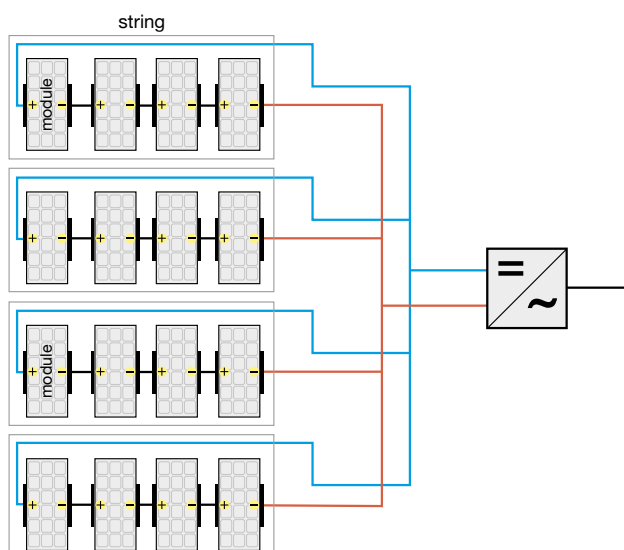 string
module
+ − + − + − + −
+ − + − + − + −
module
+ − + − + − + −
+ − + − + − + −
=
~